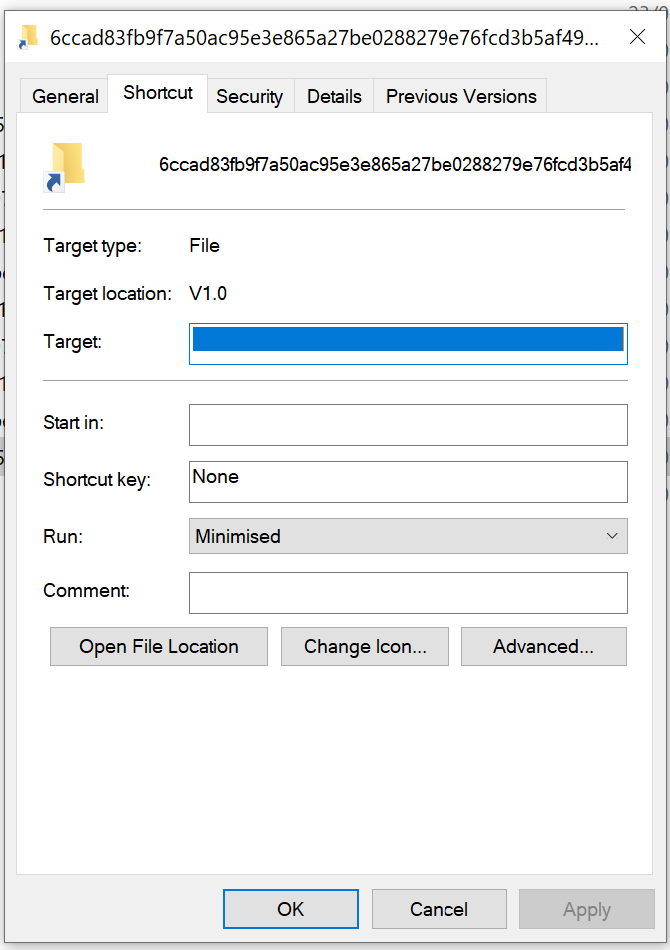 6ccad83fb9f7a50ac95e3e865a27be0288279e76fcd3b5af49...
General Shortcut Security Details Previous Versions
6ccad83fb9f7a50ac95e3e865a27be0288279e76fcd3b5af4
Target type: File
Target location: V1.0
Target:
Start in:
Shortcut key: None
Run: Minimised
Comment:
Open File Location Change Icon... Advanced...
OK Cancel Apply